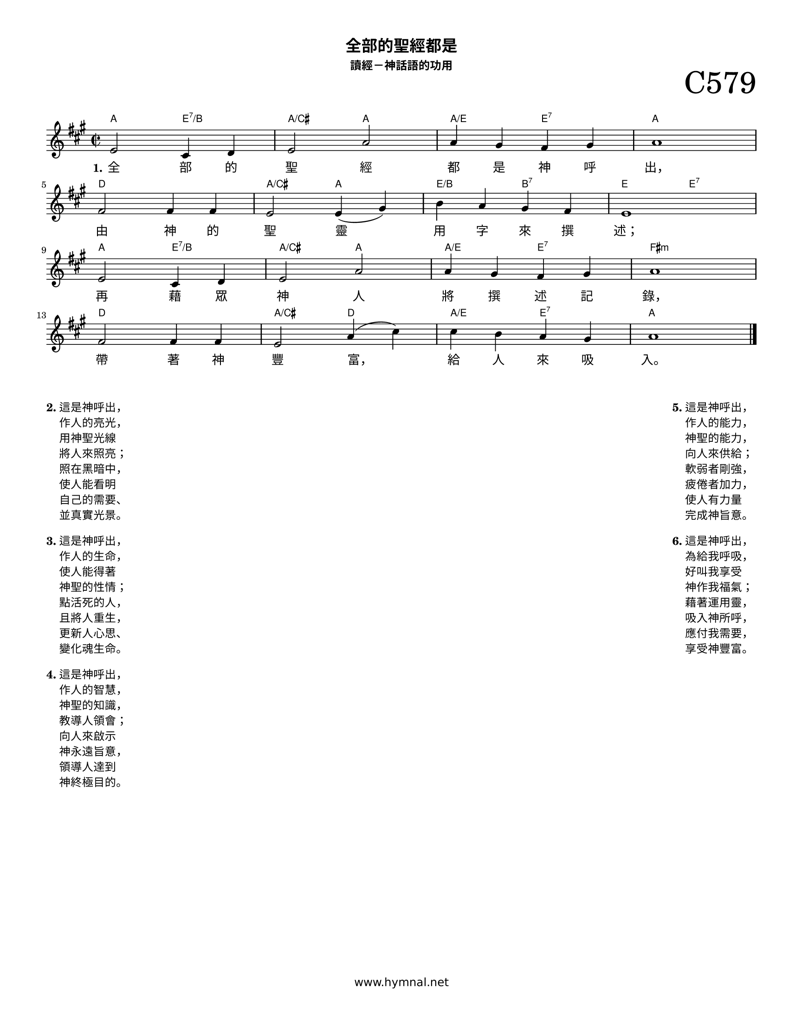 全部的聖經都是
讀經－神話語的功用
C579
A E7/B A/C♯ A A/E E7 A
1. 全 部 的 聖 經 都 是 神 呼 出，
5 D A/C♯ A E/B B7 E E7
由 神 的 聖 靈 用 字 來 撰 述；
9 A E7/B A/C♯ A A/E E7 F♯m
再 藉 眾 神 人 將 撰 述 記 錄，
13 D A/C♯ D A/E E7 A
帶 著 神 豐 富， 給 人 來 吸 入。
2. 這是神呼出，
作人的亮光，
用神聖光線
將人來照亮；
照在黑暗中，
使人能看明
自己的需要、
並真實光景。
3. 這是神呼出，
作人的生命，
使人能得著
神聖的性情；
點活死的人，
且將人重生，
更新人心思、
變化魂生命。
4. 這是神呼出，
作人的智慧，
神聖的知識，
教導人領會；
向人來啟示
神永遠旨意，
領導人達到
神終極目的。
5. 這是神呼出，
作人的能力，
神聖的能力，
向人來供給；
軟弱者剛強，
疲倦者加力，
使人有力量
完成神旨意。
6. 這是神呼出，
為給我呼吸，
好叫我享受
神作我福氣；
藉著運用靈，
吸入神所呼，
應付我需要，
享受神豐富。
www.hymnal.net